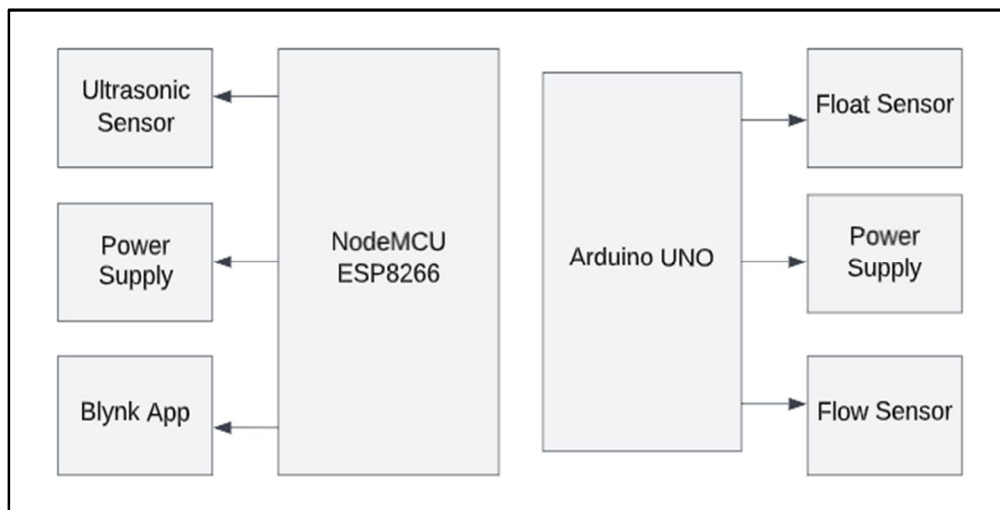 Ultrasonic
Sensor
Power
Supply
Blynk App
NodeMCU
ESP8266
Arduino UNO
Float Sensor
Power
Supply
Flow Sensor